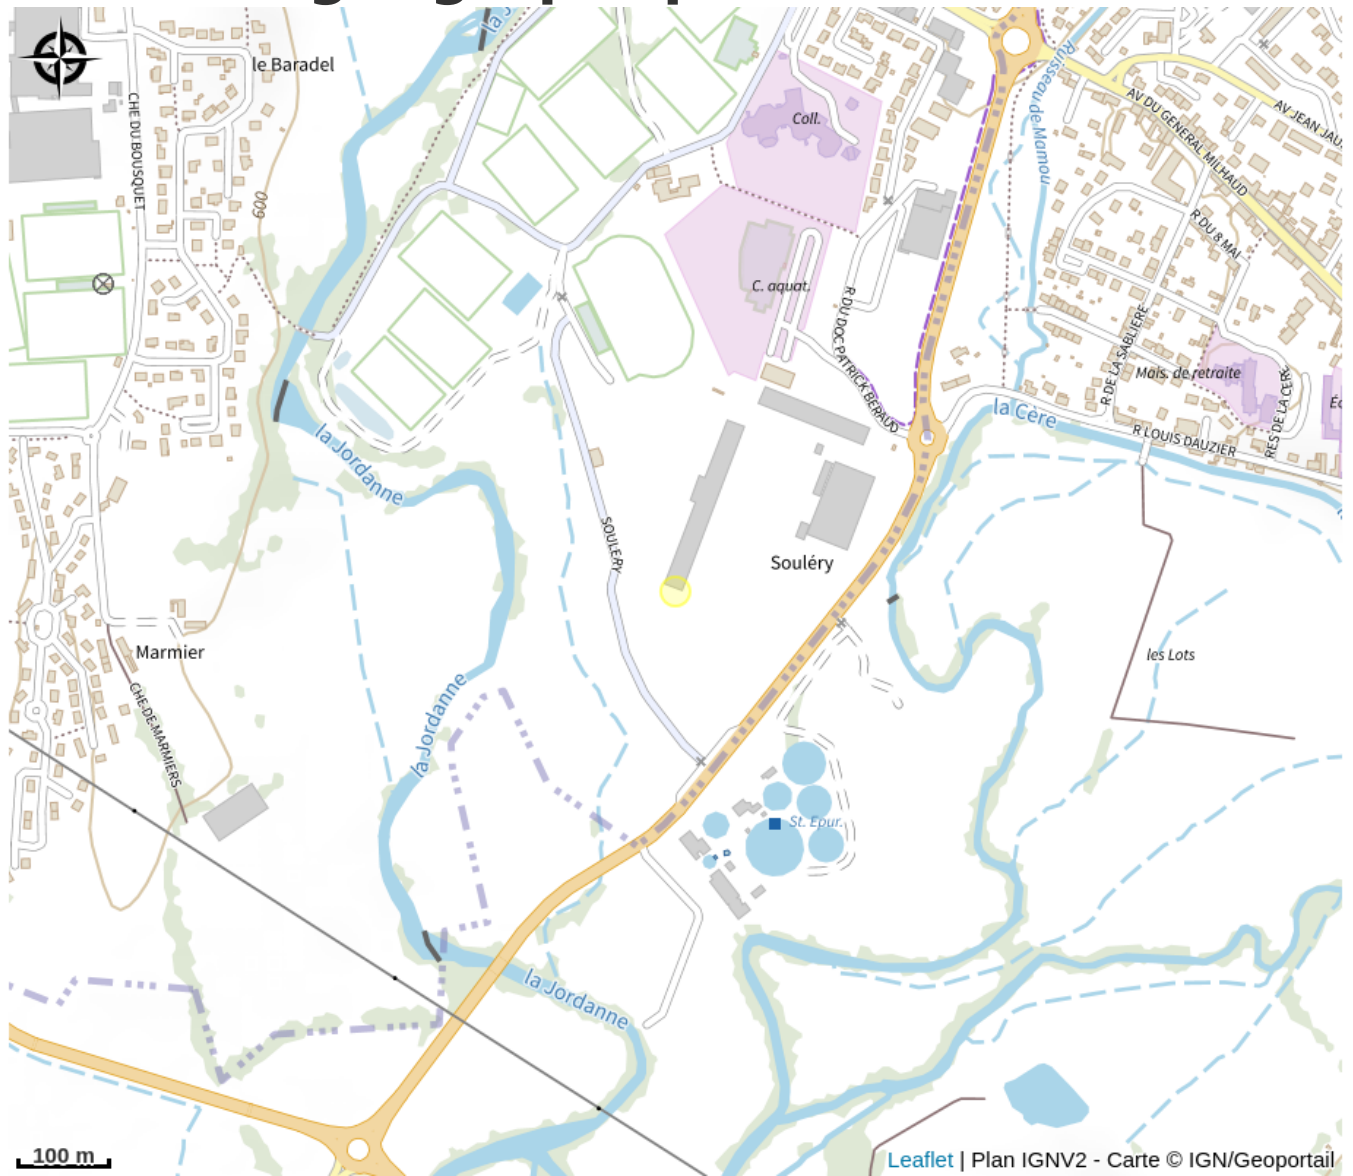 le Baradel
CHE DU BOUSQUET
609
Coll.
Ruisseau de Mamou
AV DU GENERAL MILHAUD
AV JEAN JAU
R DU 8 MAI
C. aquat.
R DU DOC PATRICK BERAUD
R DE LA SABLIERE
Mais. de retraite
RES DE LA CERE
Éc
la Cère
R LOUIS DAUZIER
la Jordanne
SOULERY
Souléry
les Lots
Marmier
CHE-DE-MARMIERS
la Jordanne
St. Epur.
la Jordanne
100 m
Leaflet | Plan IGNV2 - Carte © IGN/Geoportail